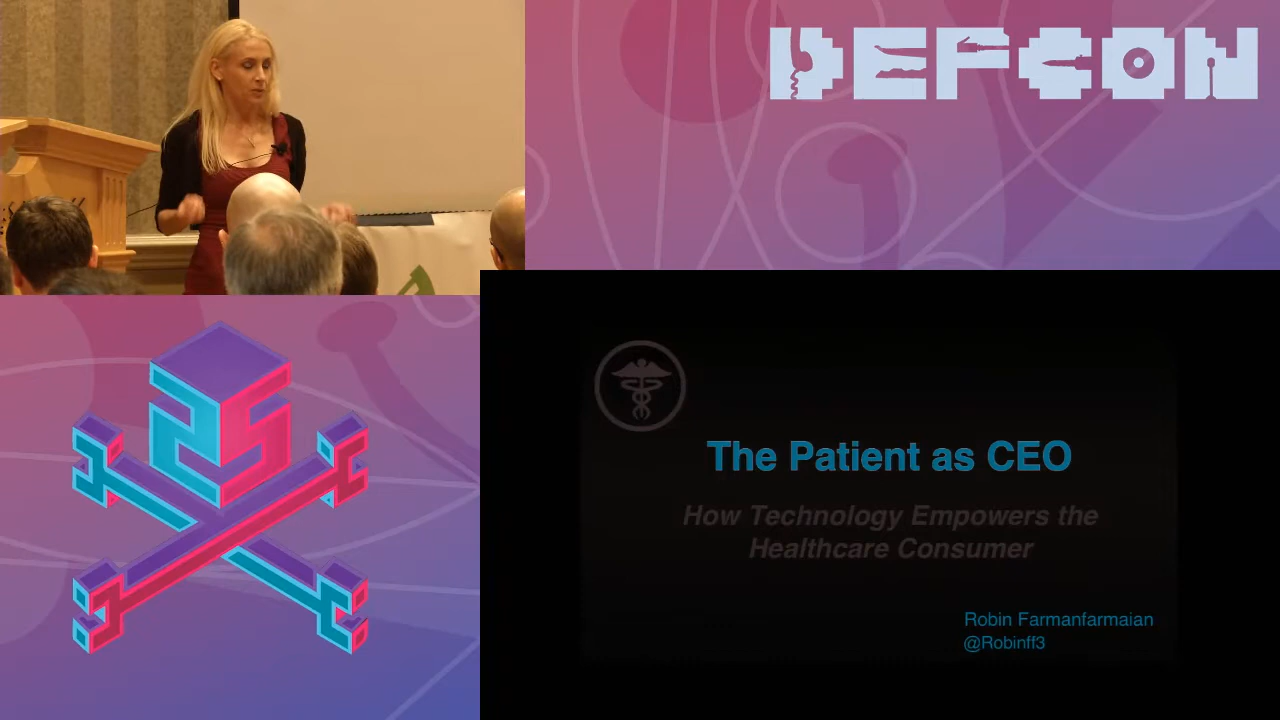 DEFCON
The Patient as CEO
How Technology Empowers the
Healthcare Consumer
Robin Farmanfarmaian
@Robinff3